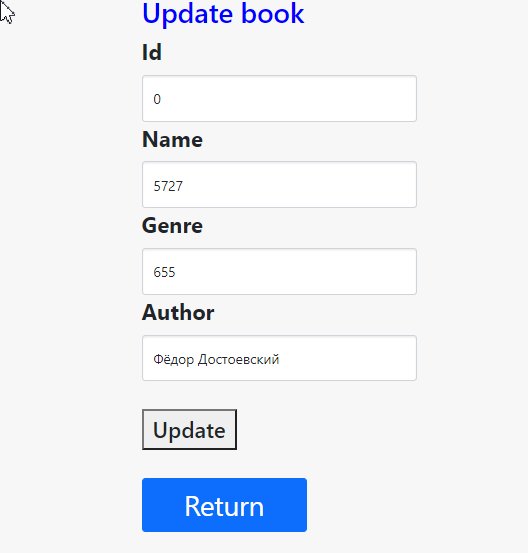 Update book
Id
0
Name
5727
Genre
655
Author
Фёдор Достоевский
Update
Return